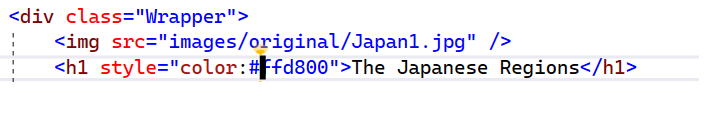 <div class="Wrapper">
<img src="images/original/Japan1.jpg" />
<h1 style="color:#ffd800">The Japanese Regions</h1>